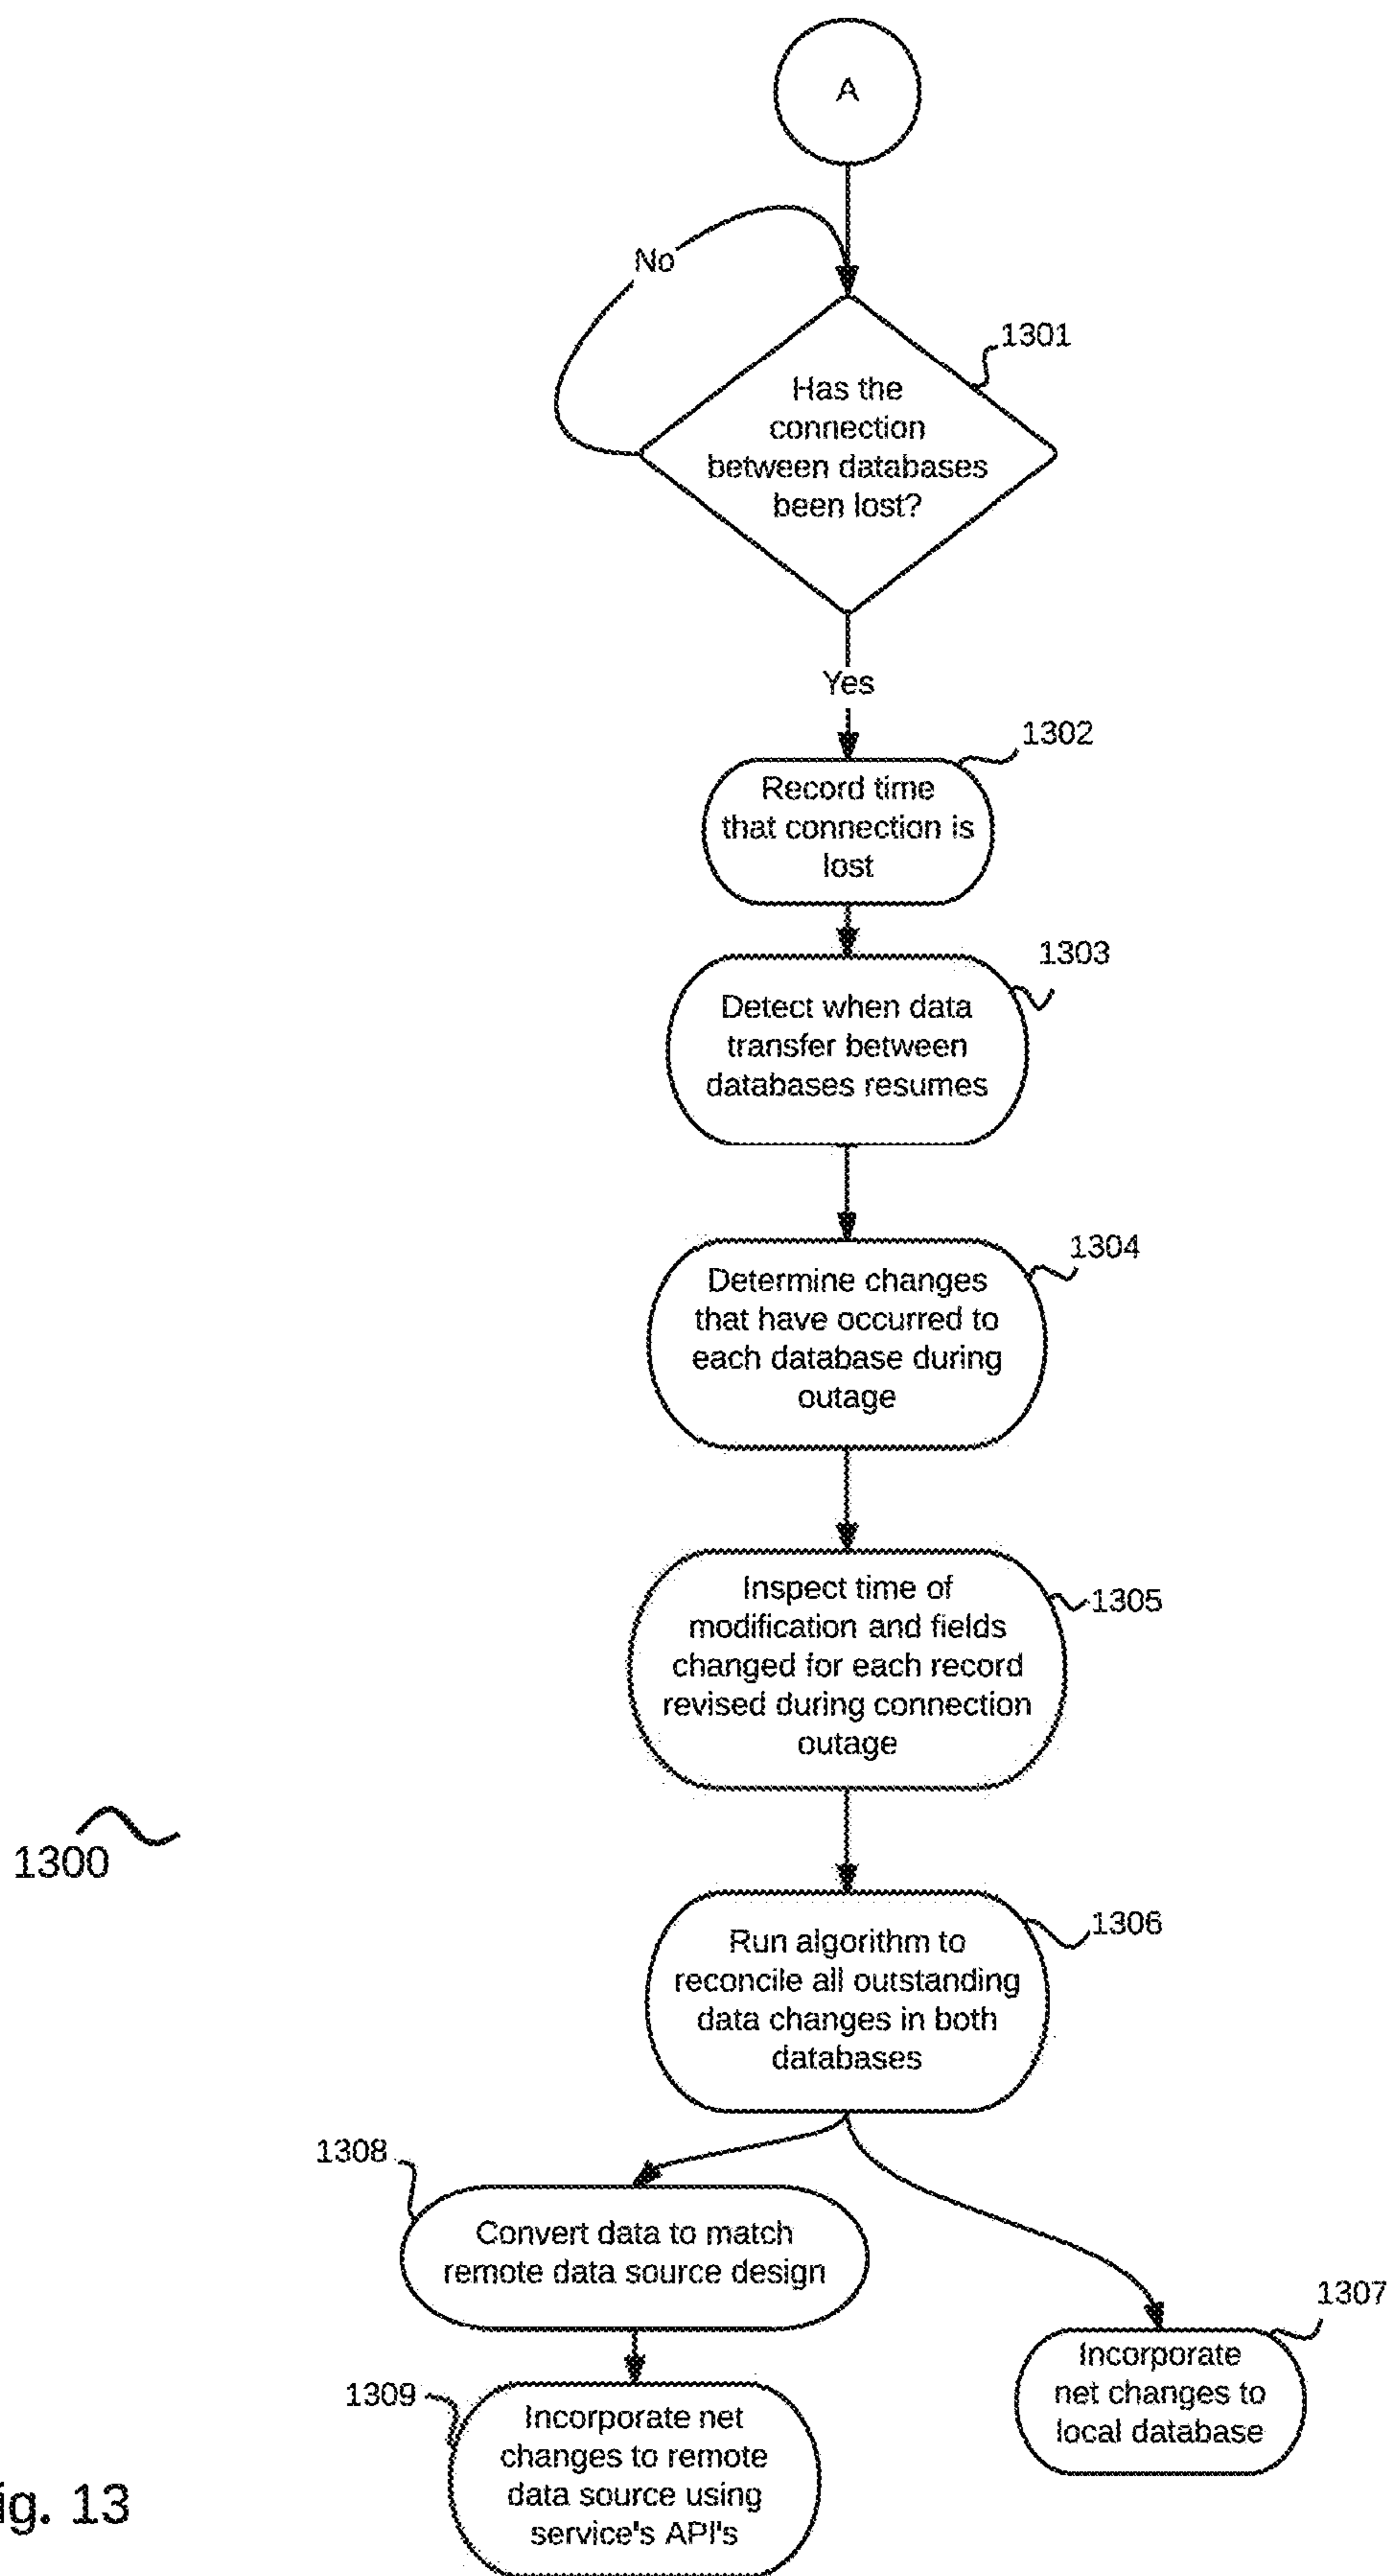 A
No
1301
Has the
connection
between databases
been lost?
Yes
1302
Record time
that connection is
lost
1303
Detect when data
transfer between
databases resumes
1304
Determine changes
that have occurred to
each database during
outage
1305
Inspect time of
modification and fields
changed for each record
revised during connection
outage
1300
1306
Run algorithm to
reconcile all outstanding
data changes in both
databases
1308
Convert data to match
remote data source design
1307
Incorporate
net changes to
local database
1309
Incorporate net
changes to remote
data source using
service's API's
ig. 13